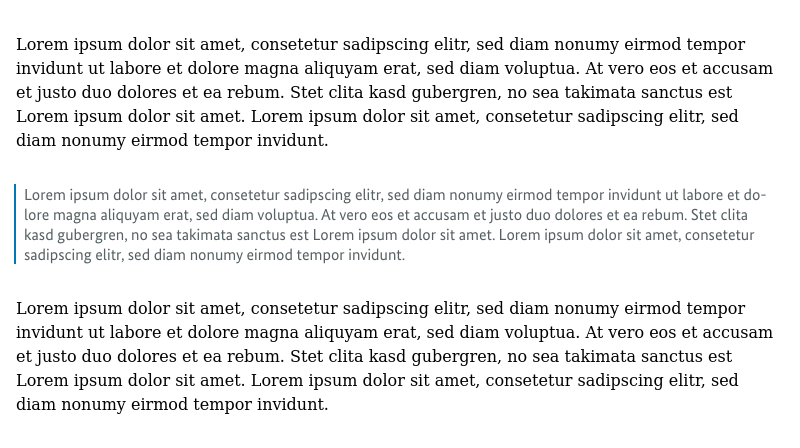 Lorem ipsum dolor sit amet, consetetur sadipscing elitr, sed diam nonumy eirmod tempor
invidunt ut labore et dolore magna aliquyam erat, sed diam voluptua. At vero eos et accusam
et justo duo dolores et ea rebum. Stet clita kasd gubergren, no sea takimata sanctus est
Lorem ipsum dolor sit amet. Lorem ipsum dolor sit amet, consetetur sadipscing elitr, sed
diam nonumy eirmod tempor invidunt.
Lorem ipsum dolor sit amet, consetetur sadipscing elitr, sed diam nonumy eirmod tempor invidunt ut labore et do-
lore magna aliquyam erat, sed diam voluptua. At vero eos et accusam et justo duo dolores et ea rebum. Stet clita
kasd gubergren, no sea takimata sanctus est Lorem ipsum dolor sit amet. Lorem ipsum dolor sit amet, consetetur
sadipscing elitr, sed diam nonumy eirmod tempor invidunt.
Lorem ipsum dolor sit amet, consetetur sadipscing elitr, sed diam nonumy eirmod tempor
invidunt ut labore et dolore magna aliquyam erat, sed diam voluptua. At vero eos et accusam
et justo duo dolores et ea rebum. Stet clita kasd gubergren, no sea takimata sanctus est
Lorem ipsum dolor sit amet. Lorem ipsum dolor sit amet, consetetur sadipscing elitr, sed
diam nonumy eirmod tempor invidunt.